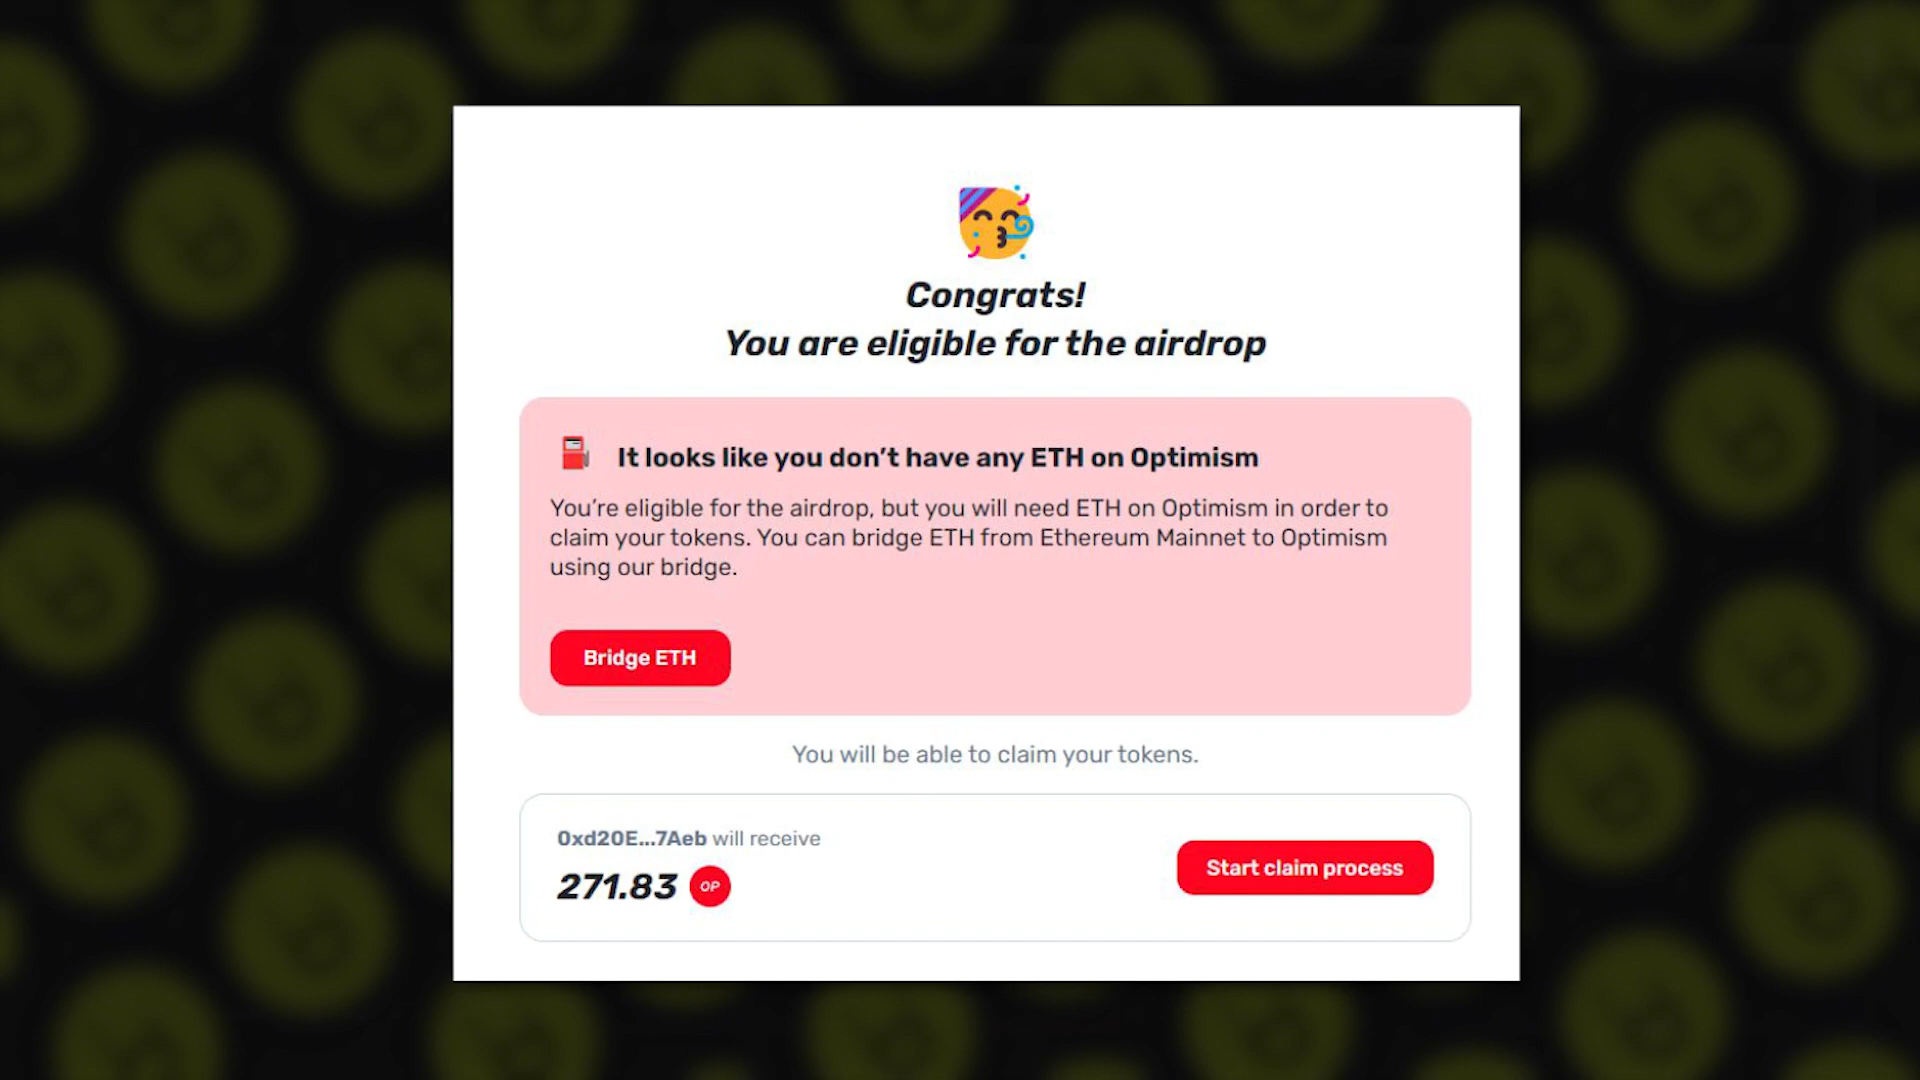 Congrats!
You are eligible for the airdrop
It looks like you don’t have any ETH on Optimism
You’re eligible for the airdrop, but you will need ETH on Optimism in order to
claim your tokens. You can bridge ETH from Ethereum Mainnet to Optimism
using our bridge.
Bridge ETH
You will be able to claim your tokens.
0xd20E...7Aeb will receive
271.83 OP
Start claim process